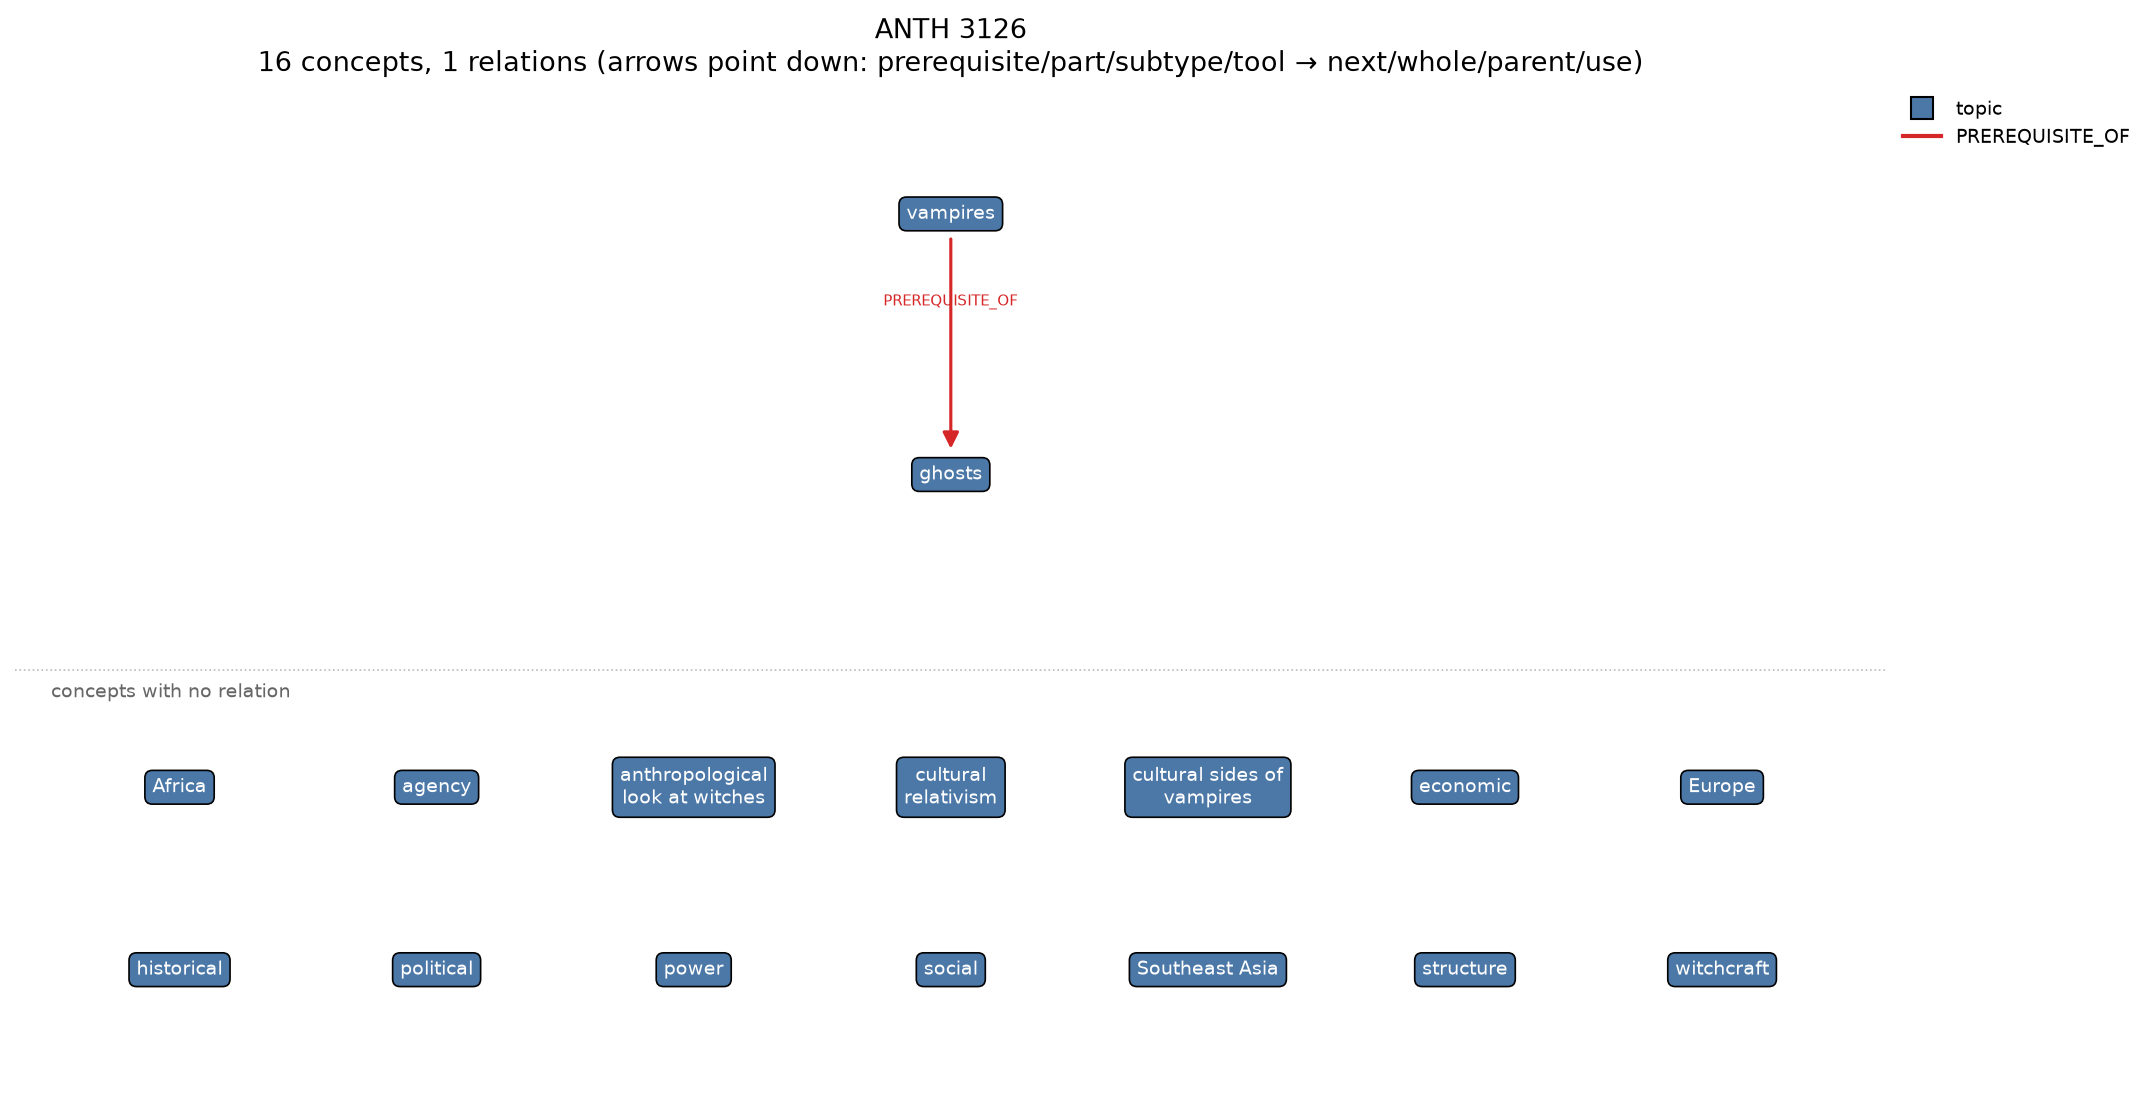 ANTH 3126
16 concepts, 1 relations (arrows point down: prerequisite/part/subtype/tool → next/whole/parent/use)
topic
PREREQUISITE_OF
vampires
PREREQUISITE_OF
ghosts
concepts with no relation
Africa
agency
anthropological
look at witches
cultural
relativism
cultural sides of
vampires
economic
Europe
historical
political
power
social
Southeast Asia
structure
witchcraft